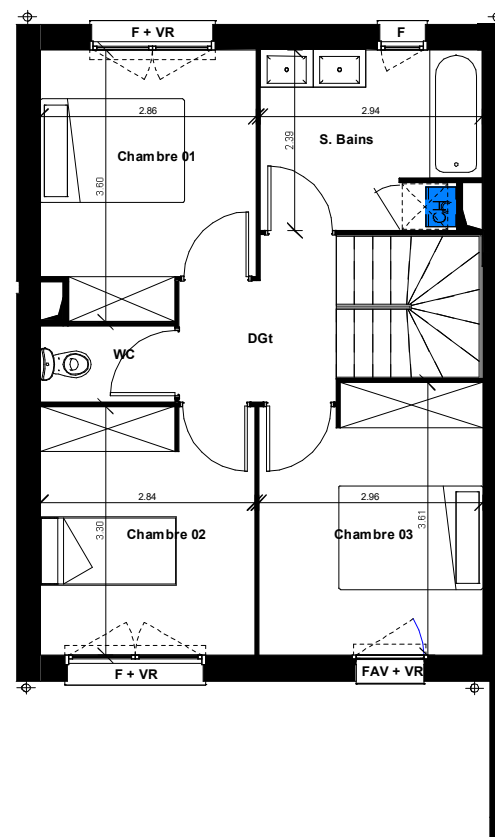 F + VR
F
2.86
2.94
2.39
S. Bains
Chambre 01
3.60
DGt
WC
2.84
2.96
3.30
3.61
Chambre 02
Chambre 03
F + VR
FAV + VR